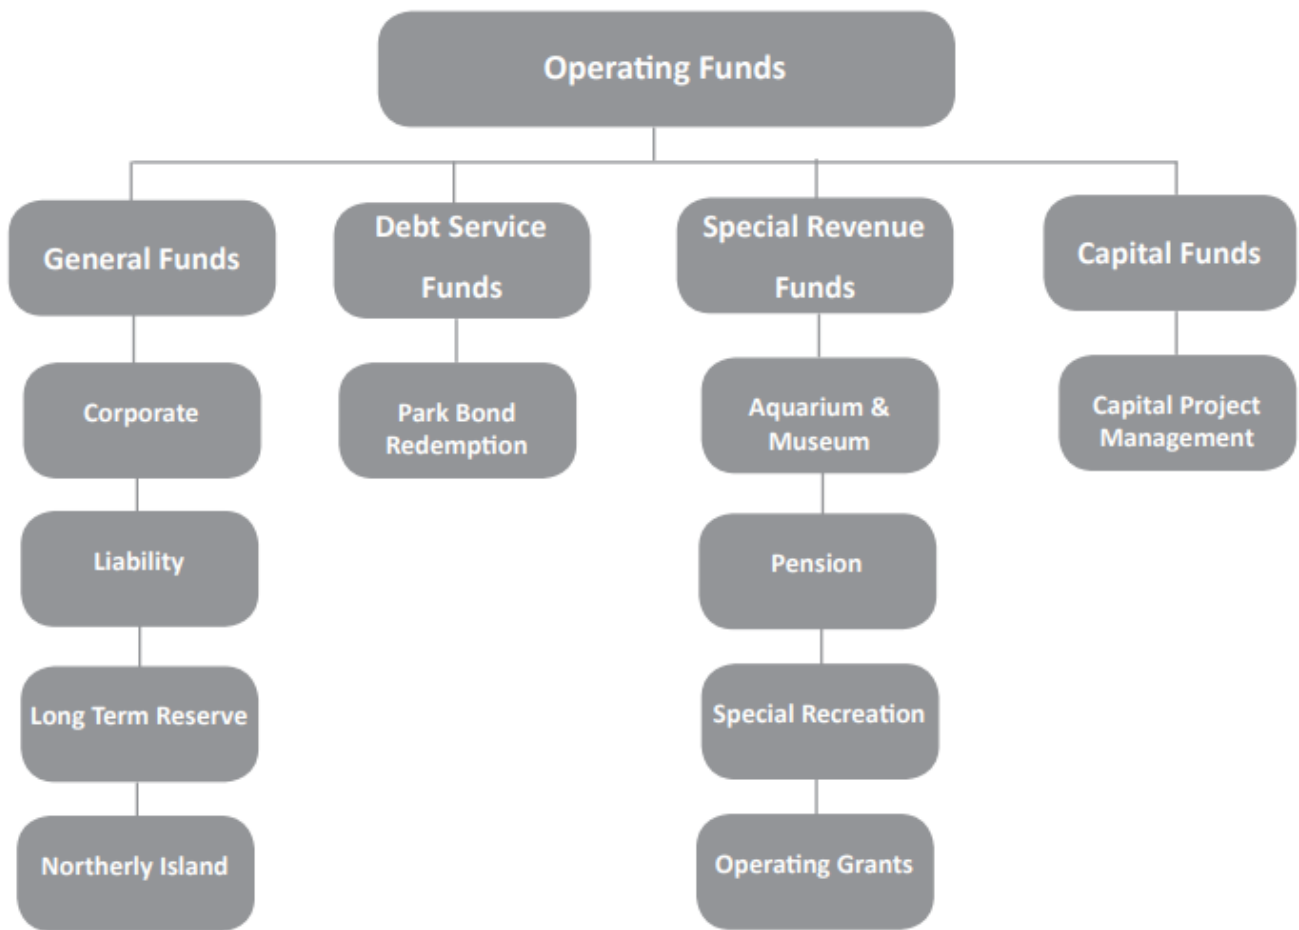 Operating Funds
General Funds
Debt Service
Funds
Special Revenue
Funds
Capital Funds
Corporate
Park Bond
Redemption
Aquarium &
Museum
Capital Project
Management
Liability
Pension
Long Term Reserve
Special Recreation
Northerly Island
Operating Grants